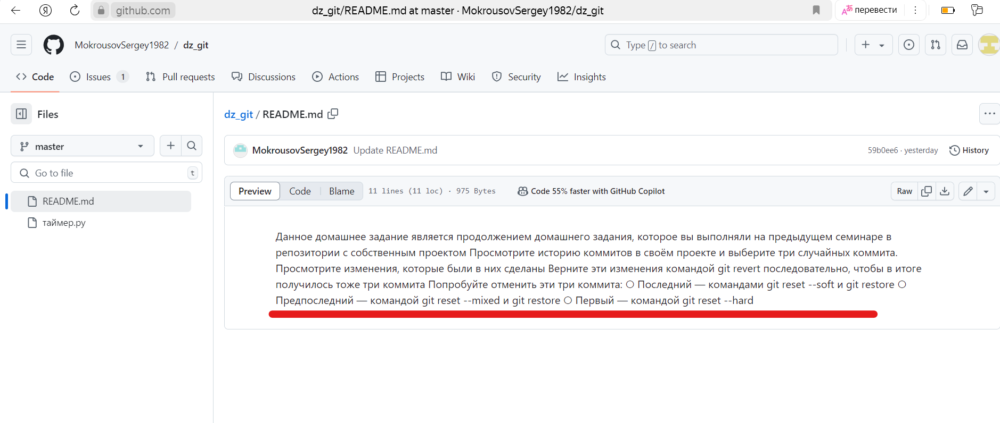 github.com
dz_git/README.md at master · MokrousovSergey1982/dz_git
перевести
MokrousovSergey1982 / dz_git
Type / to search
Code
Issues 1
Pull requests
Discussions
Actions
Projects
Wiki
Security
Insights
Files
dz_git / README.md
master
MokrousovSergey1982 Update README.md
59b0ee6 · yesterday
History
Go to file
t
Preview
Code
Blame
11 lines (11 loc) · 975 Bytes
Code 55% faster with GitHub Copilot
Raw
README.md
таймер.py
Данное домашнее задание является продолжением домашнего задания, которое вы выполняли на предыдущем семинаре в
репозитории с собственным проектом Просмотрите историю коммитов в своём проекте и выберите три случайных коммита.
Просмотрите изменения, которые были в них сделаны Верните эти изменения командой git revert последовательно, чтобы в итоге
получилось тоже три коммита Попробуйте отменить эти три коммита: ○ Последний — командами git reset --soft и git restore ○
Предпоследний — командой git reset --mixed и git restore ○ Первый — командой git reset --hard